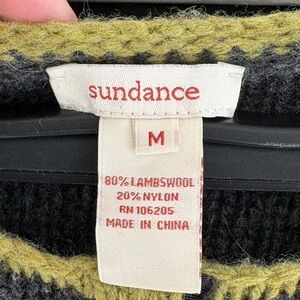 sundance
M
80% LAMBSWOOL
20% NYLON
RN 106205
MADE IN CHINA